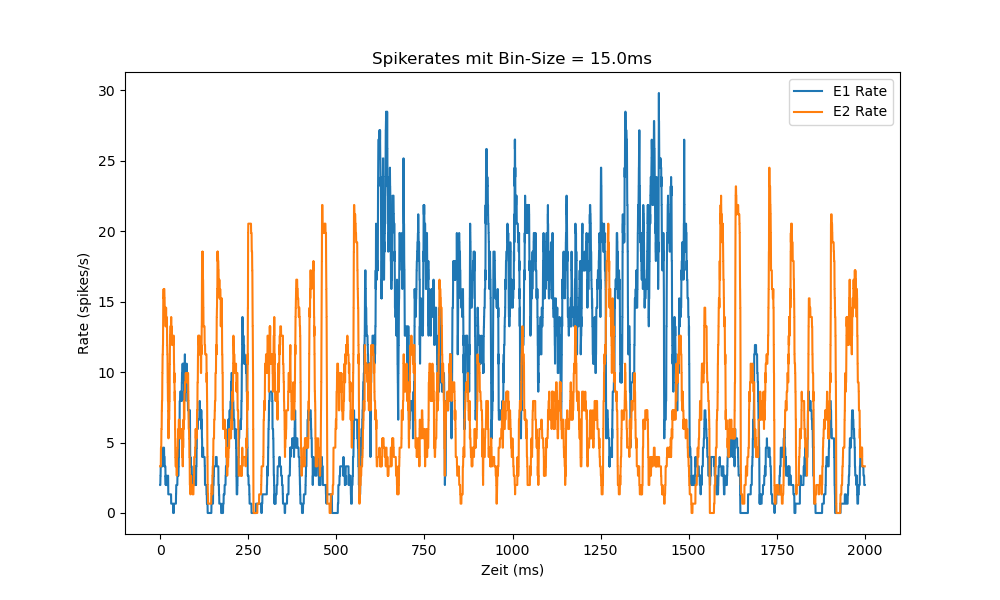 Spikerates mit Bin-Size = 15.0ms
E1 Rate
E2 Rate
30
25
20
15
10
5
0
Rate (spikes/s)
0 250 500 750 1000 1250 1500 1750 2000
Zeit (ms)